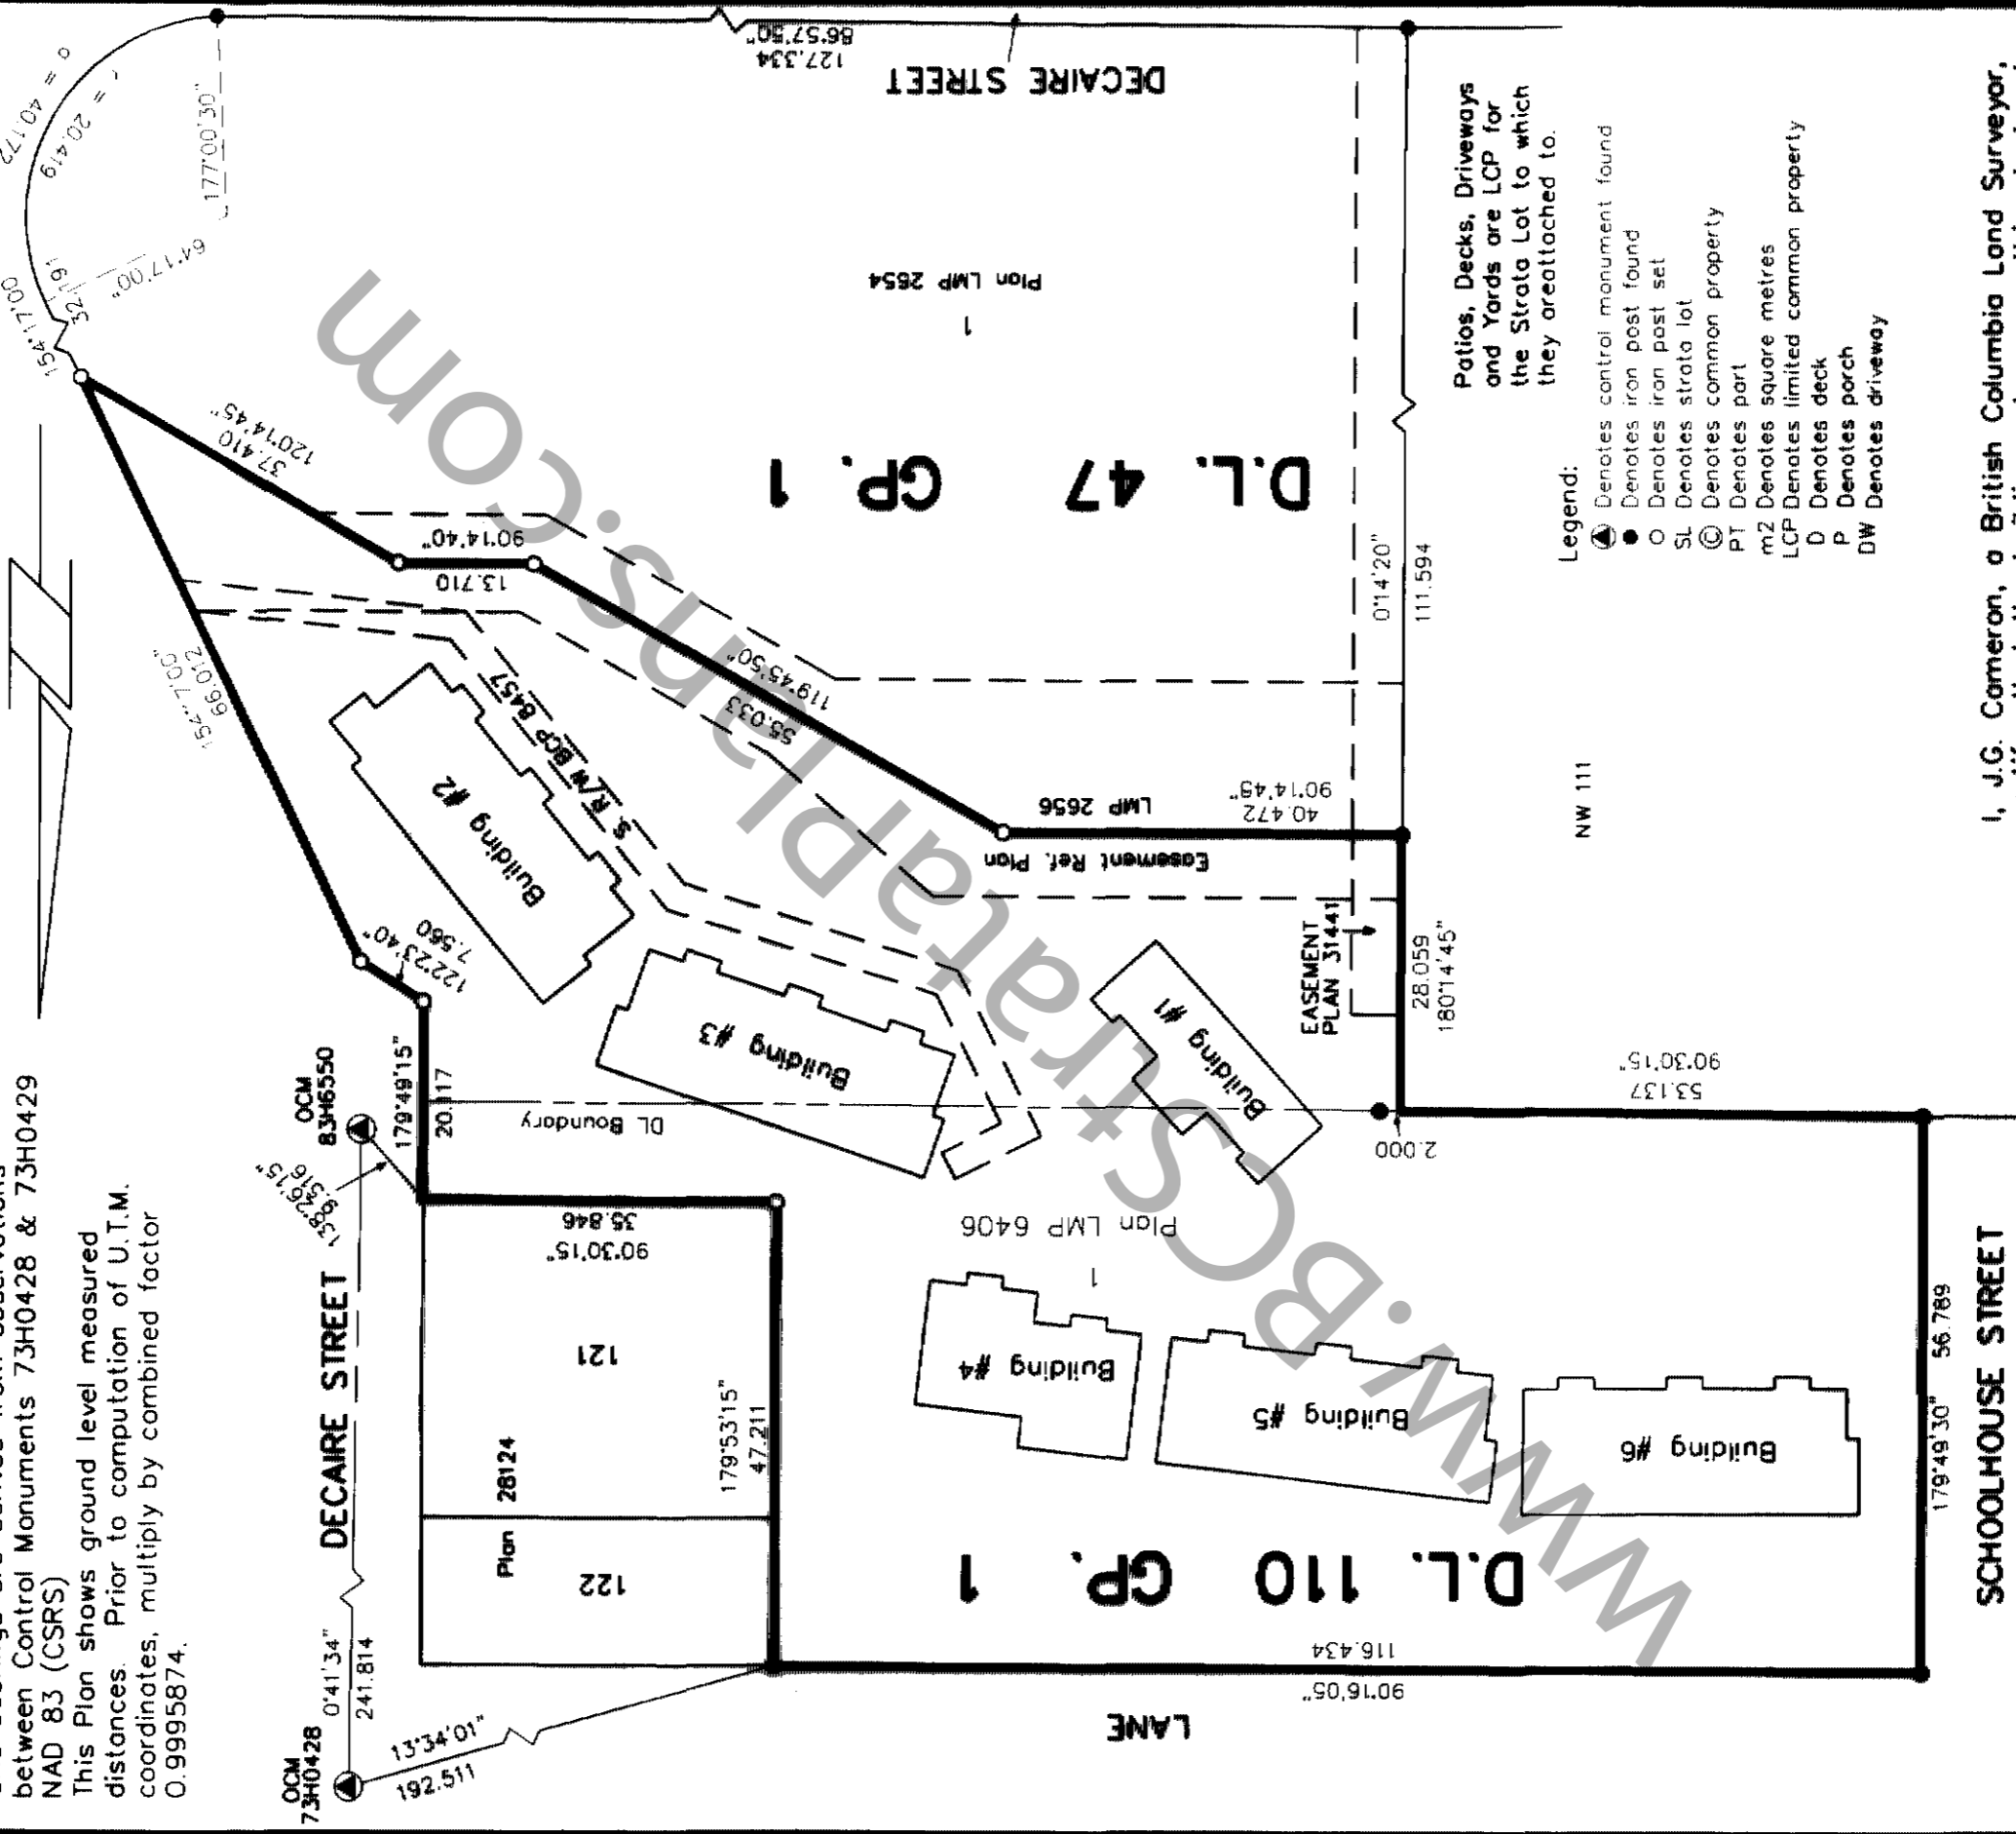 between Control Monuments 73H0428 & 73H0429
NAD 83 (CSRS)
This Plan shows ground level measured
distances. Prior to computation of U.T.M.
coordinates, multiply by combined factor
0.9995874.
OCM
73H0428
0°41'34"
241.814
13°34'01"
192.511
DECAIRE STREET
OCM
83H6550
138°26'15"
9.516
179°49'15"
20.117
122°23'40"
7.560
66.012
37.410
120°14'45"
13.710
90°14'40"
55.033
119°45'50"
40.472
90°14'45"
28.059
180°14'45"
53.137
90°30'15"
2.000
179°49'30" 56.789
SCHOOLHOUSE STREET
116.434
90°16'05"
LANE
179°53'15"
47.211
35.846
90°30'15"
121
122
Plan 28124
D.L. 110 GP. 1
Plan LMP 6406
1
Building #1
Building #2
Building #3
Building #4
Building #5
Building #6
DL Boundary
S. R/W BCP 8457
Easement Ref. Plan
LMP 2656
EASEMENT
PLAN 31441
D.L. 47 GP. 1
1
Plan LMP 2654
0°14'20"
111.594
NW 111
DECAIRE STREET
127.334
86°57'50"
177°00'30"
64°17'00"
154°17'00
32.191
r = 20.419
a = 40.172
Patios, Decks, Driveways
and Yards are LCP for
the Strata Lot to which
they areattached to.
Legend:
Denotes control monument found
Denotes iron post found
Denotes iron post set
SL Denotes strata lot
© Denotes common property
PT Denotes part
m2 Denotes square metres
LCP Denotes limited common property
D Denotes deck
P Denotes porch
DW Denotes driveway
I, J.G. Cameron, a British Columbia Land Surveyor,
www.BCStrataPlans.com